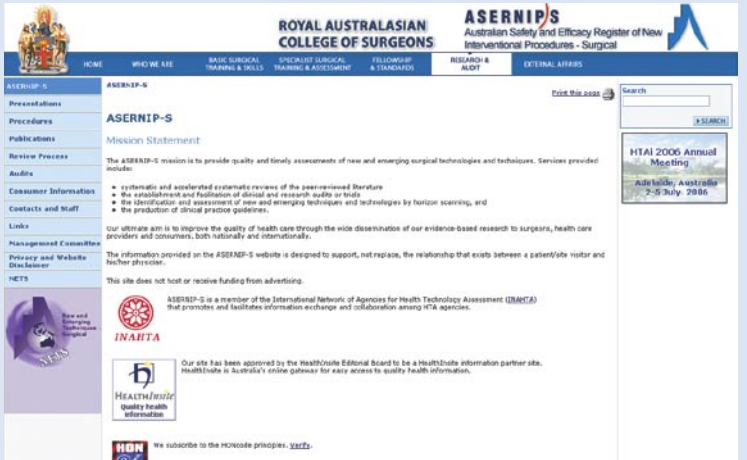 ROYAL AUSTRALASIAN
COLLEGE OF SURGEONS
ASERNIP/S
Australian Safety and Efficacy Register of New
Interventional Procedures - Surgical
HOME
WHO WE ARE
BASIC SURGICAL
TRAINING & SKILLS
SPECIALIST SURGICAL
TRAINING & ASSESSMENT
FELLOWSHIP
& STANDARDS
RESEARCH &
AUDIT
EXTERNAL AFFAIRS
ASERNIP-S
Presentations
Procedures
Publications
Review Process
Audits
Consumer Information
Contacts and Staff
Links
Management Committee
Privacy and Website
Disclaimer
NETS
New and
Emerging
Techniques
Surgical
NETS
ASERNIP-S
Print this page
ASERNIP-S
Mission Statement
The ASERNIP-S mission is to provide quality and timely assessments of new and emerging surgical technologies and techniques. Services provided
include:
systematic and accelerated systematic reviews of the peer-reviewed literature
the establishment and facilitation of clinical and research audits or trials
the identification and assessment of new and emerging techniques and technologies by horizon scanning, and
the production of clinical practice guidelines.
Our ultimate aim is to improve the quality of health care through the wide dissemination of our evidence-based research to surgeons, health care
providers and consumers, both nationally and internationally.
The information provided on the ASERNIP-S website is designed to support, not replace, the relationship that exists between a patient/site visitor and
his/her physician.
This site does not host or receive funding from advertising.
INAHTA
ASERNIP-S is a member of the International Network of Agencies for Health Technology Assessment (INAHTA)
that promotes and facilitates information exchange and collaboration among HTA agencies.
HEALTHInsite
Quality health
information
Our site has been approved by the HealthInsite Editorial Board to be a HealthInsite information partner site.
HealthInsite is Australia's online gateway for easy access to quality health information.
HON
We subscribe to the HONcode principles. Verify.
Search
SEARCH
HTAi 2006 Annual
Meeting
Adelaide, Australia
2-5 July 2006